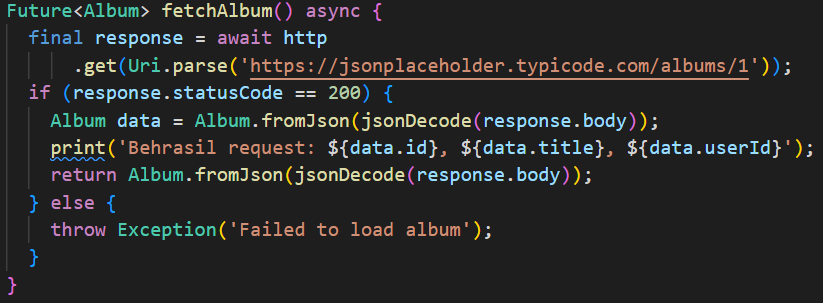 Future<Album> fetchAlbum() async {
  final response = await http
      .get(Uri.parse('https://jsonplaceholder.typicode.com/albums/1'));
  if (response.statusCode == 200) {
    Album data = Album.fromJson(jsonDecode(response.body));
    print('Behrasil request: ${data.id}, ${data.title}, ${data.userId}');
    return Album.fromJson(jsonDecode(response.body));
  } else {
    throw Exception('Failed to load album');
  }
}